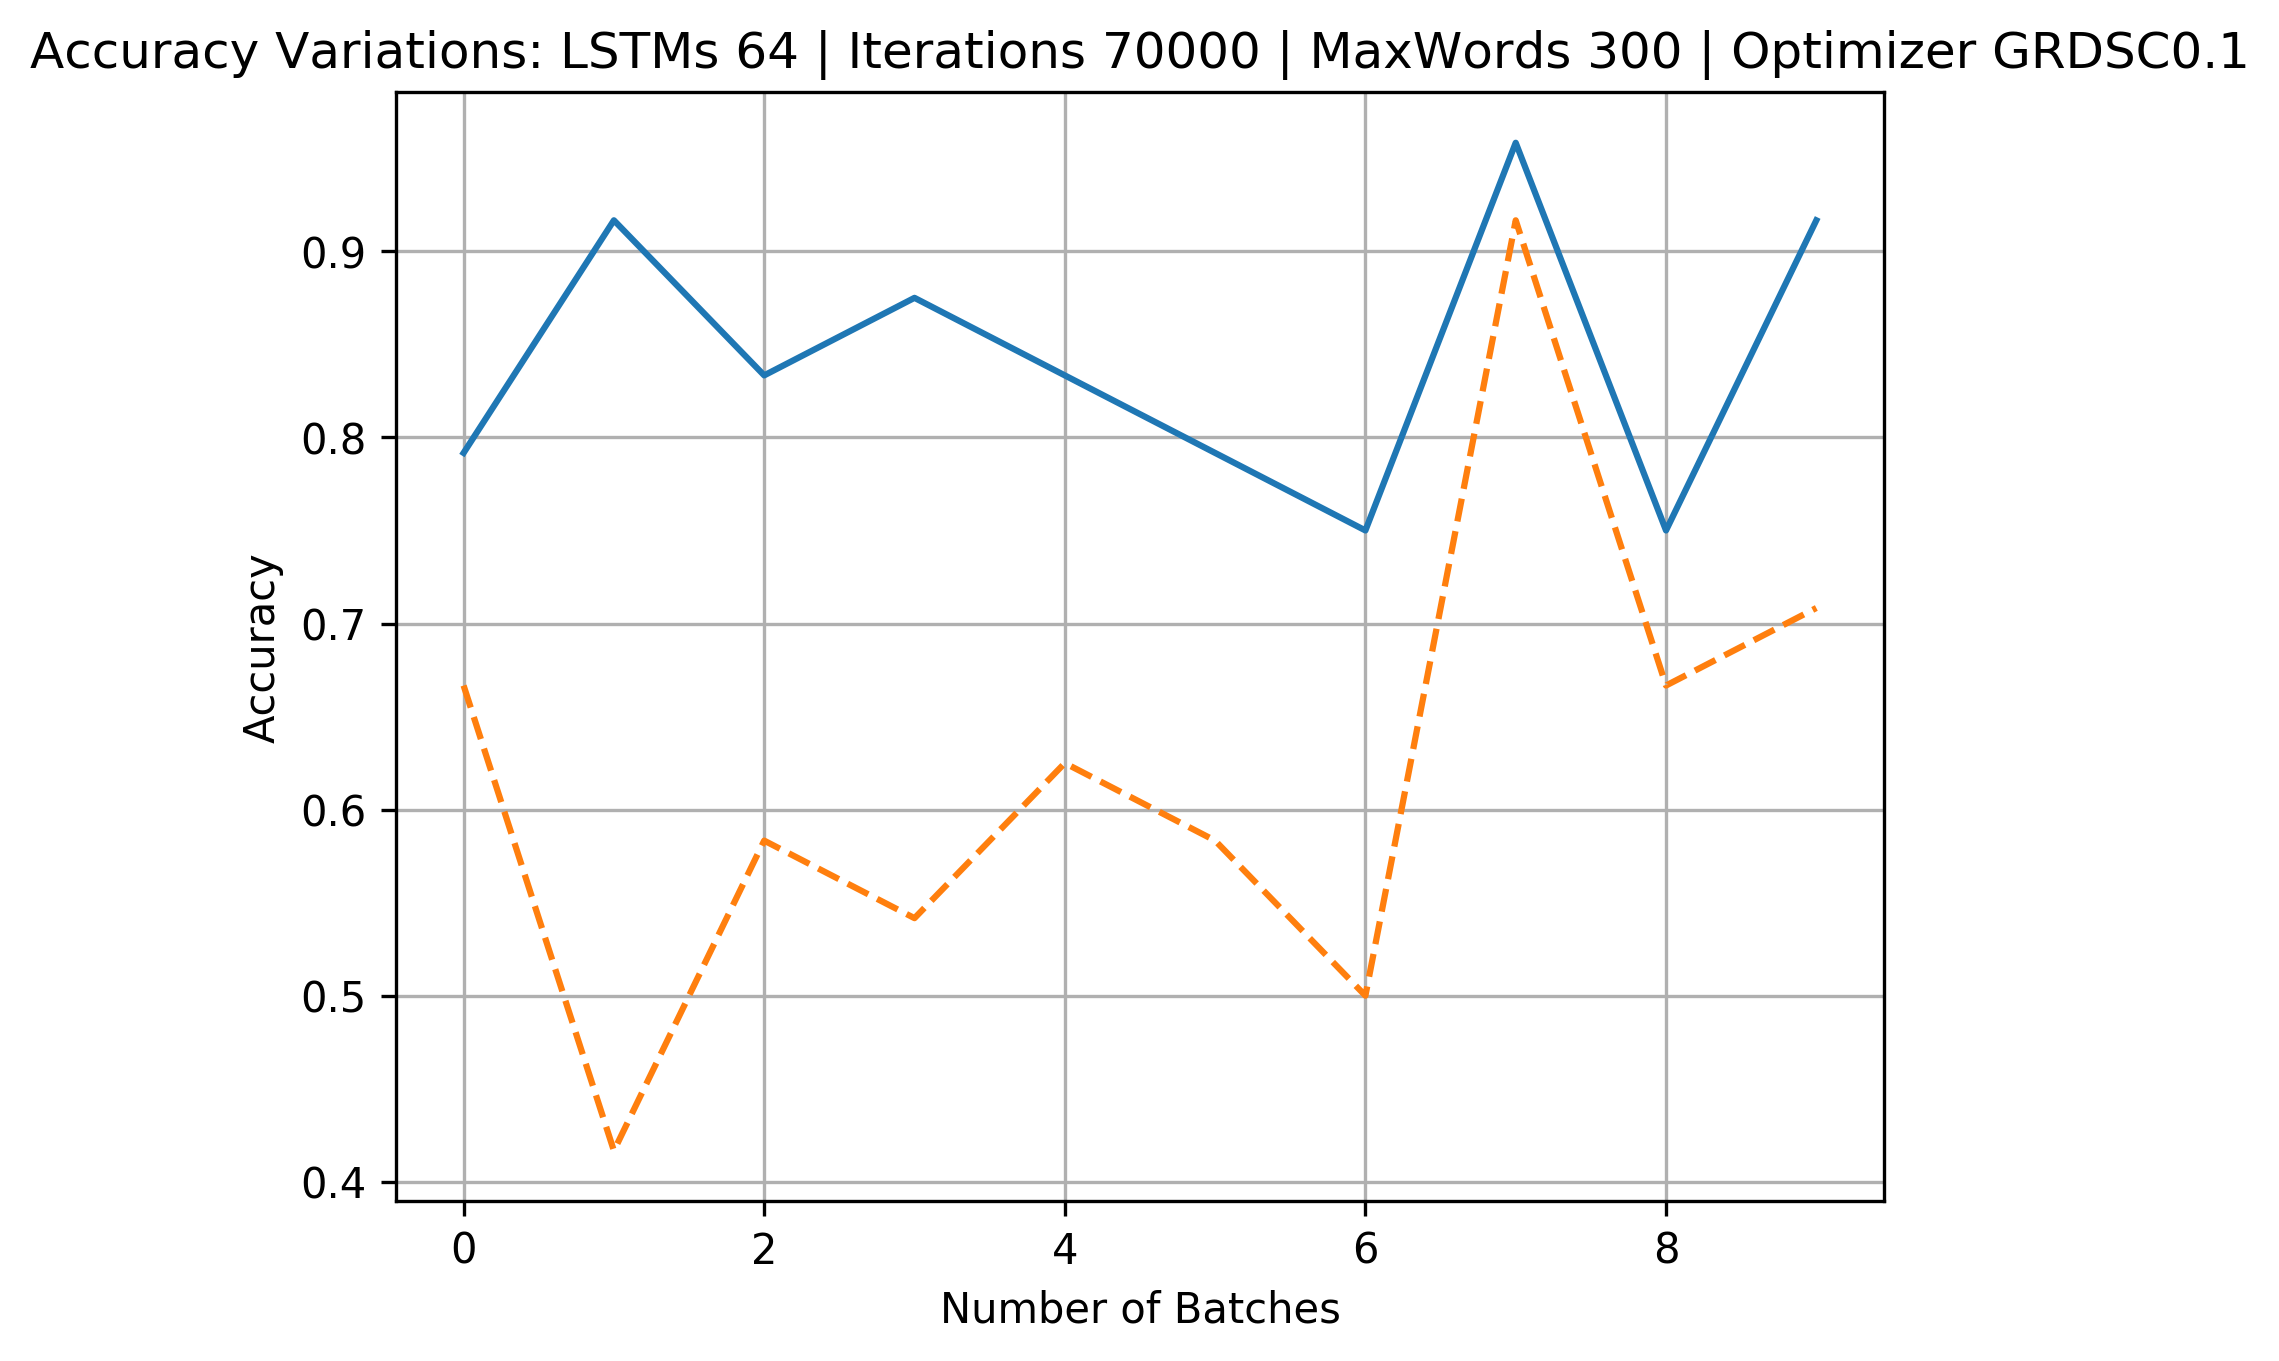 Accuracy Variations: LSTMs 64 | Iterations 70000 | MaxWords 300 | Optimizer GRDSC0.1
0.9
0.8
0.7
0.6
0.5
0.4
Accuracy
0 2 4 6 8
Number of Batches